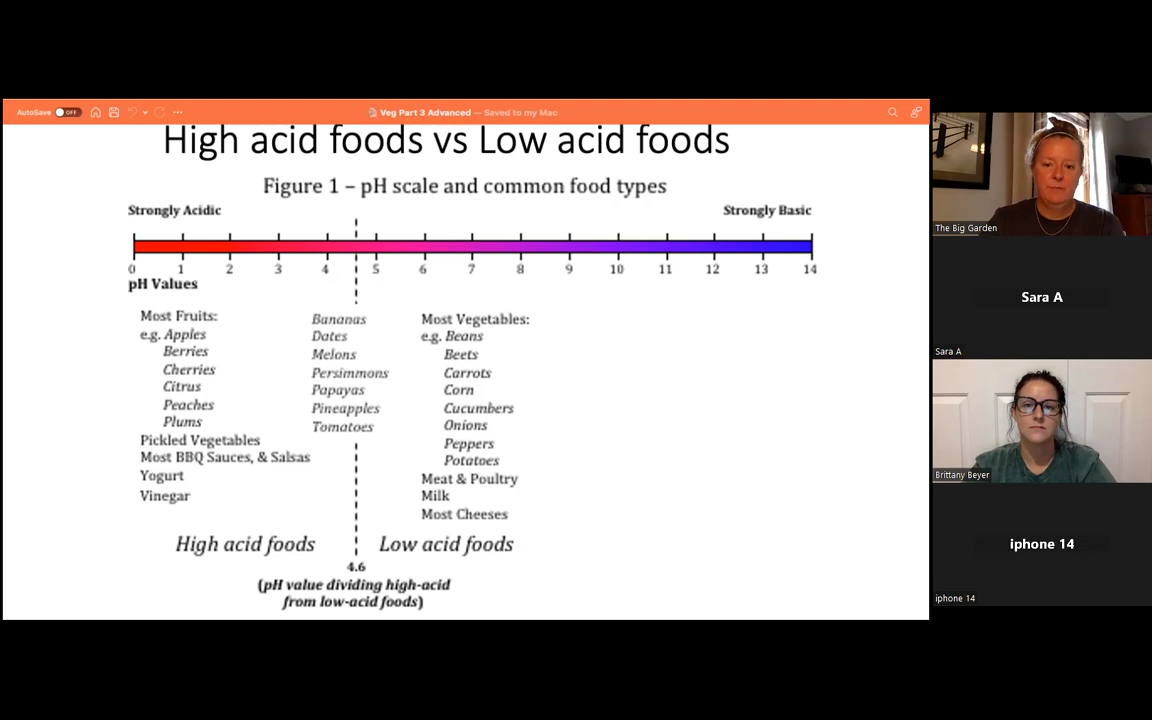 AutoSave OFF
Veg Part 3 Advanced — Saved to my Mac
High acid foods vs Low acid foods
Figure 1 – pH scale and common food types
Strongly Acidic
Strongly Basic
0 1 2 3 4 5 6 7 8 9 10 11 12 13 14
pH Values
Most Fruits:
e.g. Apples
Berries
Cherries
Citrus
Peaches
Plums
Pickled Vegetables
Most BBQ Sauces, & Salsas
Yogurt
Vinegar
Bananas
Dates
Melons
Persimmons
Papayas
Pineapples
Tomatoes
Most Vegetables:
e.g. Beans
Beets
Carrots
Corn
Cucumbers
Onions
Peppers
Potatoes
Meat & Poultry
Milk
Most Cheeses
High acid foods
Low acid foods
4.6
(pH value dividing high-acid
from low-acid foods)
The Big Garden
Sara A
Sara A
Brittany Beyer
iphone 14
iphone 14